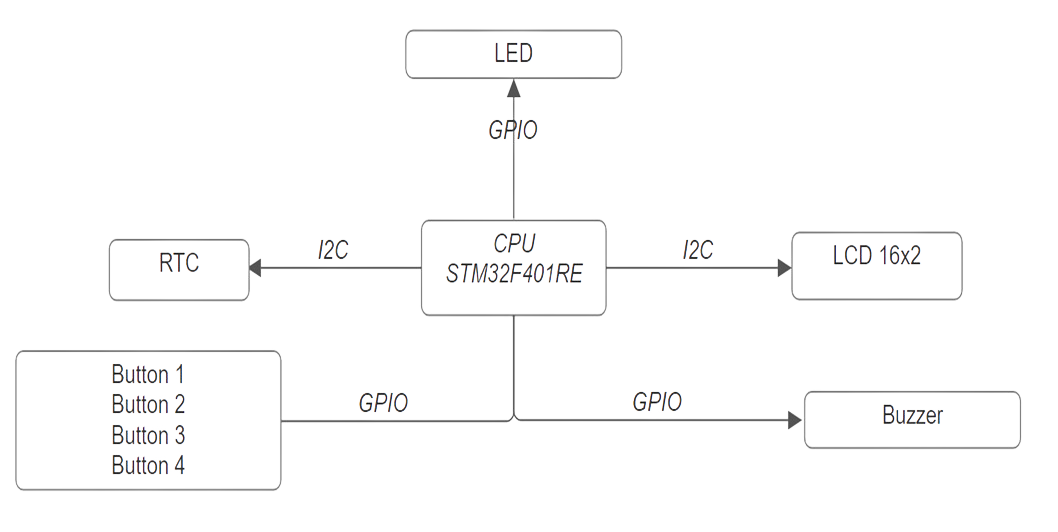 LED
GPIO
CPU
STM32F401RE
RTC
I2C
I2C
LCD 16x2
Button 1
Button 2
Button 3
Button 4
GPIO
GPIO
Buzzer